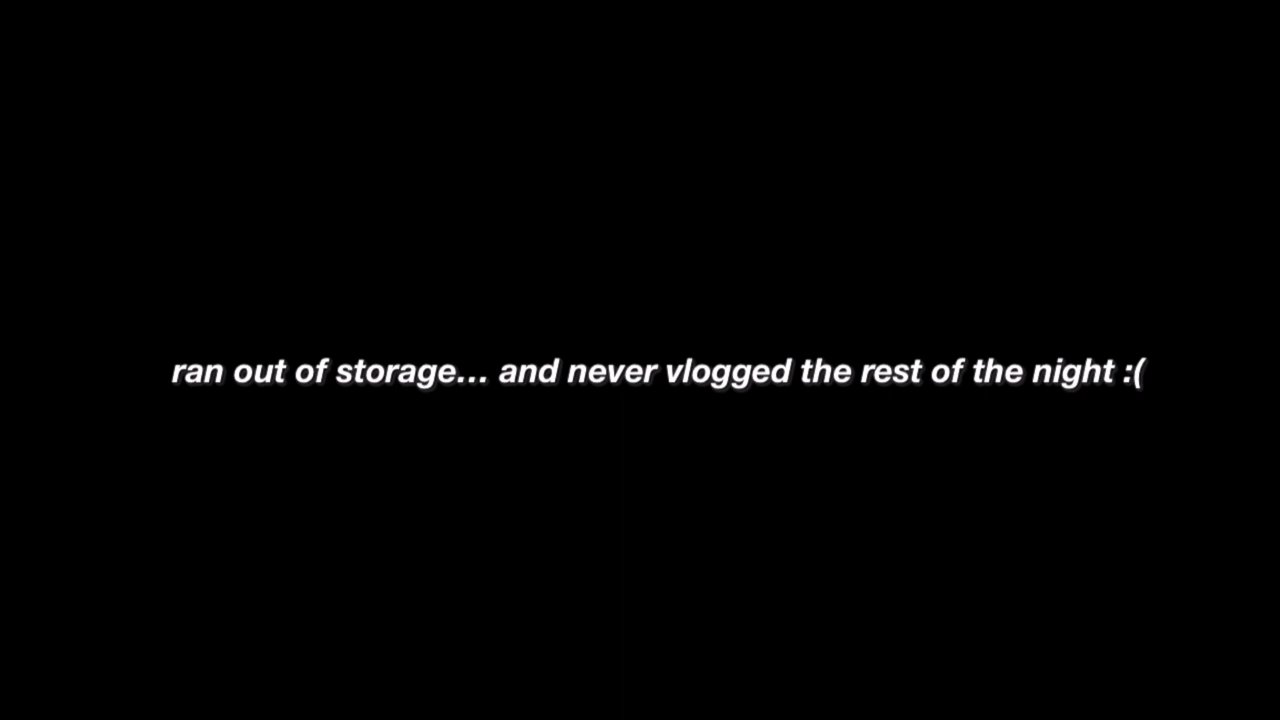 ran out of storage... and never vlogged the rest of the night :(